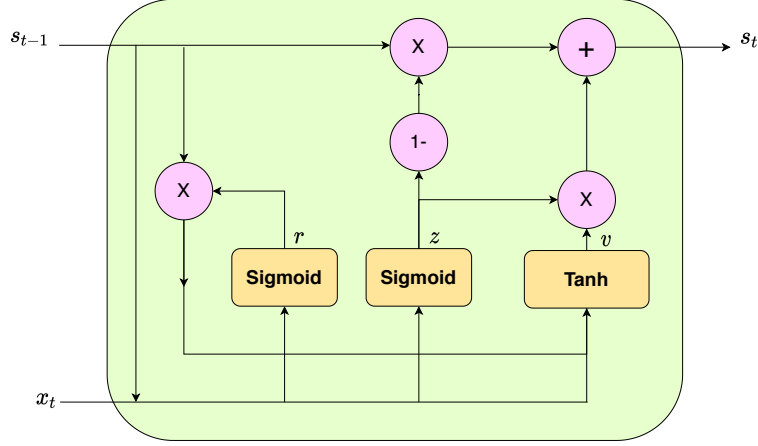 s_{t-1}
X
+
s_t
1-
X
X
r
z
v
Sigmoid
Sigmoid
Tanh
x_t